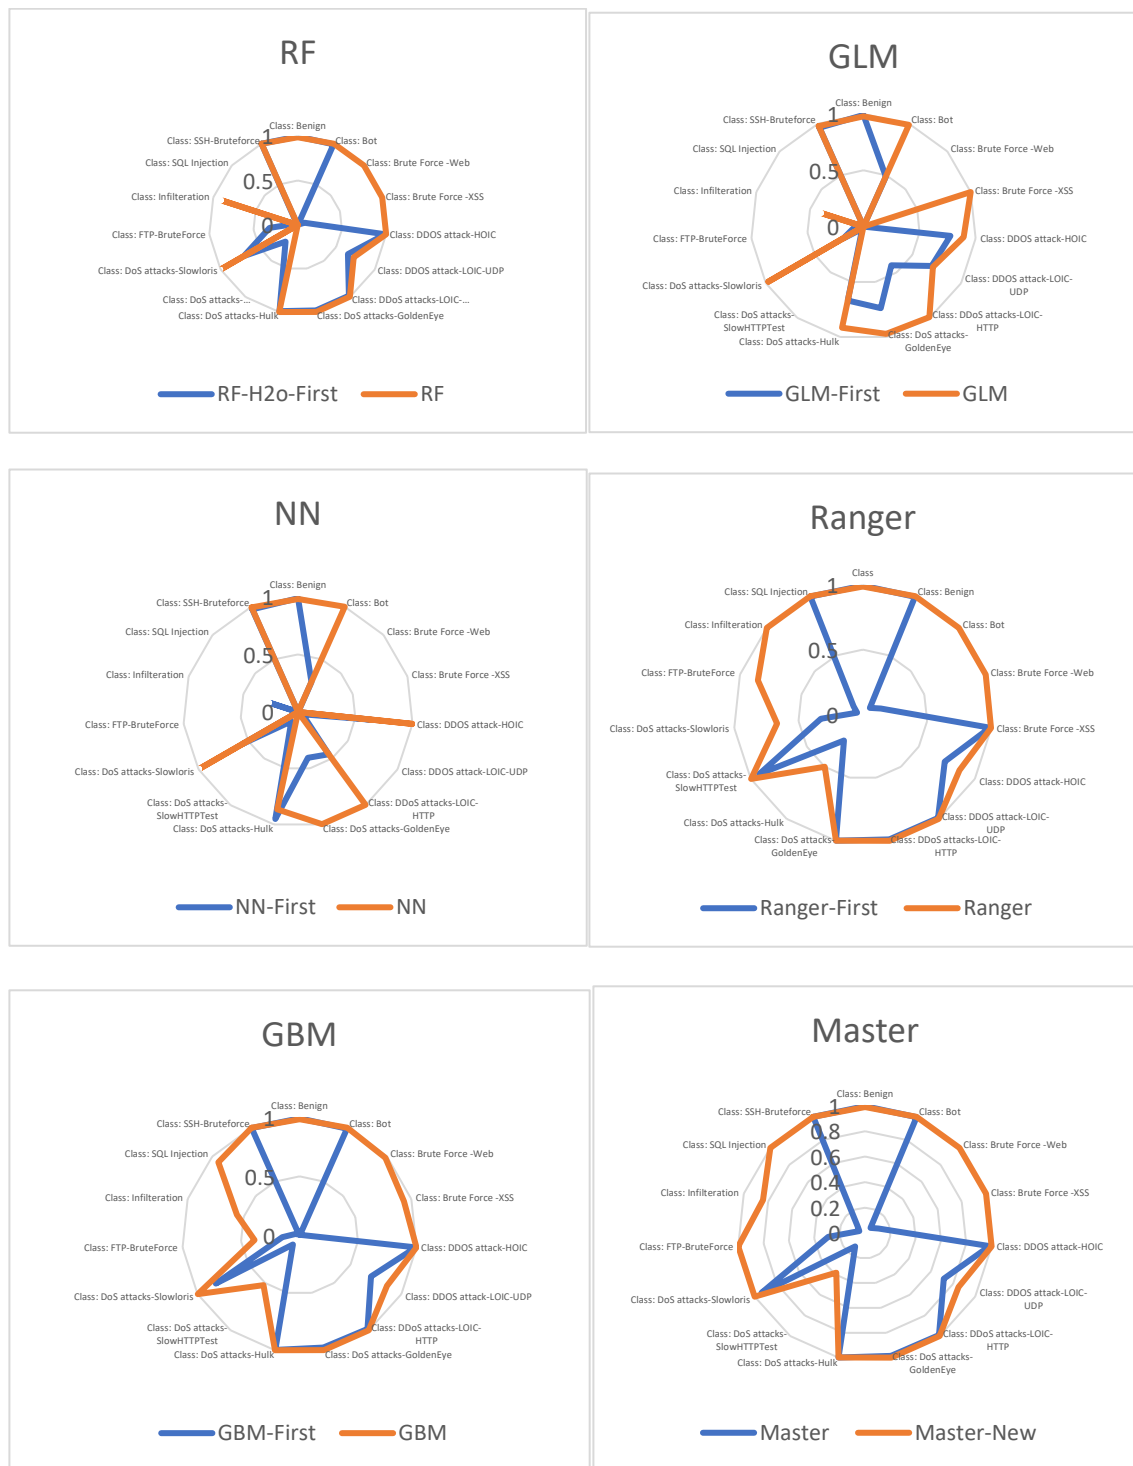 RF
Class: Benign
1
Class: SSH-Bruteforce
Class: Bot
Class: SQL Injection
Class: Brute Force -Web
0.5
Class: Infilteration
Class: Brute Force -XSS
0
Class: FTP-BruteForce
Class: DDOS attack-HOIC
Class: DoS attacks-Slowloris
Class: DDOS attack-LOIC-UDP
Class: DoS attacks-...
Class: DDoS attacks-LOIC-...
Class: DoS attacks-Hulk
Class: DoS attacks-GoldenEye
RF-H2o-First
RF
GLM
Class: Benign
1
Class: SSH-Bruteforce
Class: Bot
Class: SQL Injection
Class: Brute Force -Web
0.5
Class: Infilteration
Class: Brute Force -XSS
0
Class: FTP-BruteForce
Class: DDOS attack-HOIC
Class: DoS attacks-Slowloris
Class: DDOS attack-LOIC-
UDP
Class: DoS attacks-
SlowHTTPTest
Class: DDoS attacks-LOIC-
HTTP
Class: DoS attacks-Hulk
Class: DoS attacks-
GoldenEye
GLM-First
GLM
NN
Class: Benign
1
Class: SSH-Bruteforce
Class: Bot
Class: SQL Injection
Class: Brute Force -Web
0.5
Class: Infilteration
Class: Brute Force -XSS
0
Class: FTP-BruteForce
Class: DDOS attack-HOIC
Class: DoS attacks-Slowloris
Class: DDOS attack-LOIC-UDP
Class: DoS attacks-
SlowHTTPTest
Class: DDoS attacks-LOIC-
HTTP
Class: DoS attacks-Hulk
Class: DoS attacks-GoldenEye
NN-First
NN
Ranger
Class
1
Class: SQL Injection
Class: Benign
Class: Infilteration
Class: Bot
0.5
Class: FTP-BruteForce
Class: Brute Force -Web
0
Class: DoS attacks-Slowloris
Class: Brute Force -XSS
Class: DoS attacks-
SlowHTTPTest
Class: DDOS attack-HOIC
Class: DoS attacks-Hulk
Class: DDOS attack-LOIC-
UDP
Class: DoS attacks-
GoldenEye
Class: DDoS attacks-LOIC-
HTTP
Ranger-First
Ranger
GBM
Class: Benign
1
Class: SSH-Bruteforce
Class: Bot
Class: SQL Injection
Class: Brute Force -Web
0.5
Class: Infilteration
Class: Brute Force -XSS
0
Class: FTP-BruteForce
Class: DDOS attack-HOIC
Class: DoS attacks-Slowloris
Class: DDOS attack-LOIC-UDP
Class: DoS attacks-
SlowHTTPTest
Class: DDoS attacks-LOIC-
HTTP
Class: DoS attacks-Hulk
Class: DoS attacks-GoldenEye
GBM-First
GBM
Master
Class: Benign
1
Class: SSH-Bruteforce
Class: Bot
0.8
Class: SQL Injection
Class: Brute Force -Web
0.6
0.4
Class: Infilteration
Class: Brute Force -XSS
0.2
0
Class: FTP-BruteForce
Class: DDOS attack-HOIC
Class: DoS attacks-Slowloris
Class: DDOS attack-LOIC-
UDP
Class: DoS attacks-
SlowHTTPTest
Class: DDoS attacks-LOIC-
HTTP
Class: DoS attacks-Hulk
Class: DoS attacks-
GoldenEye
Master
Master-New